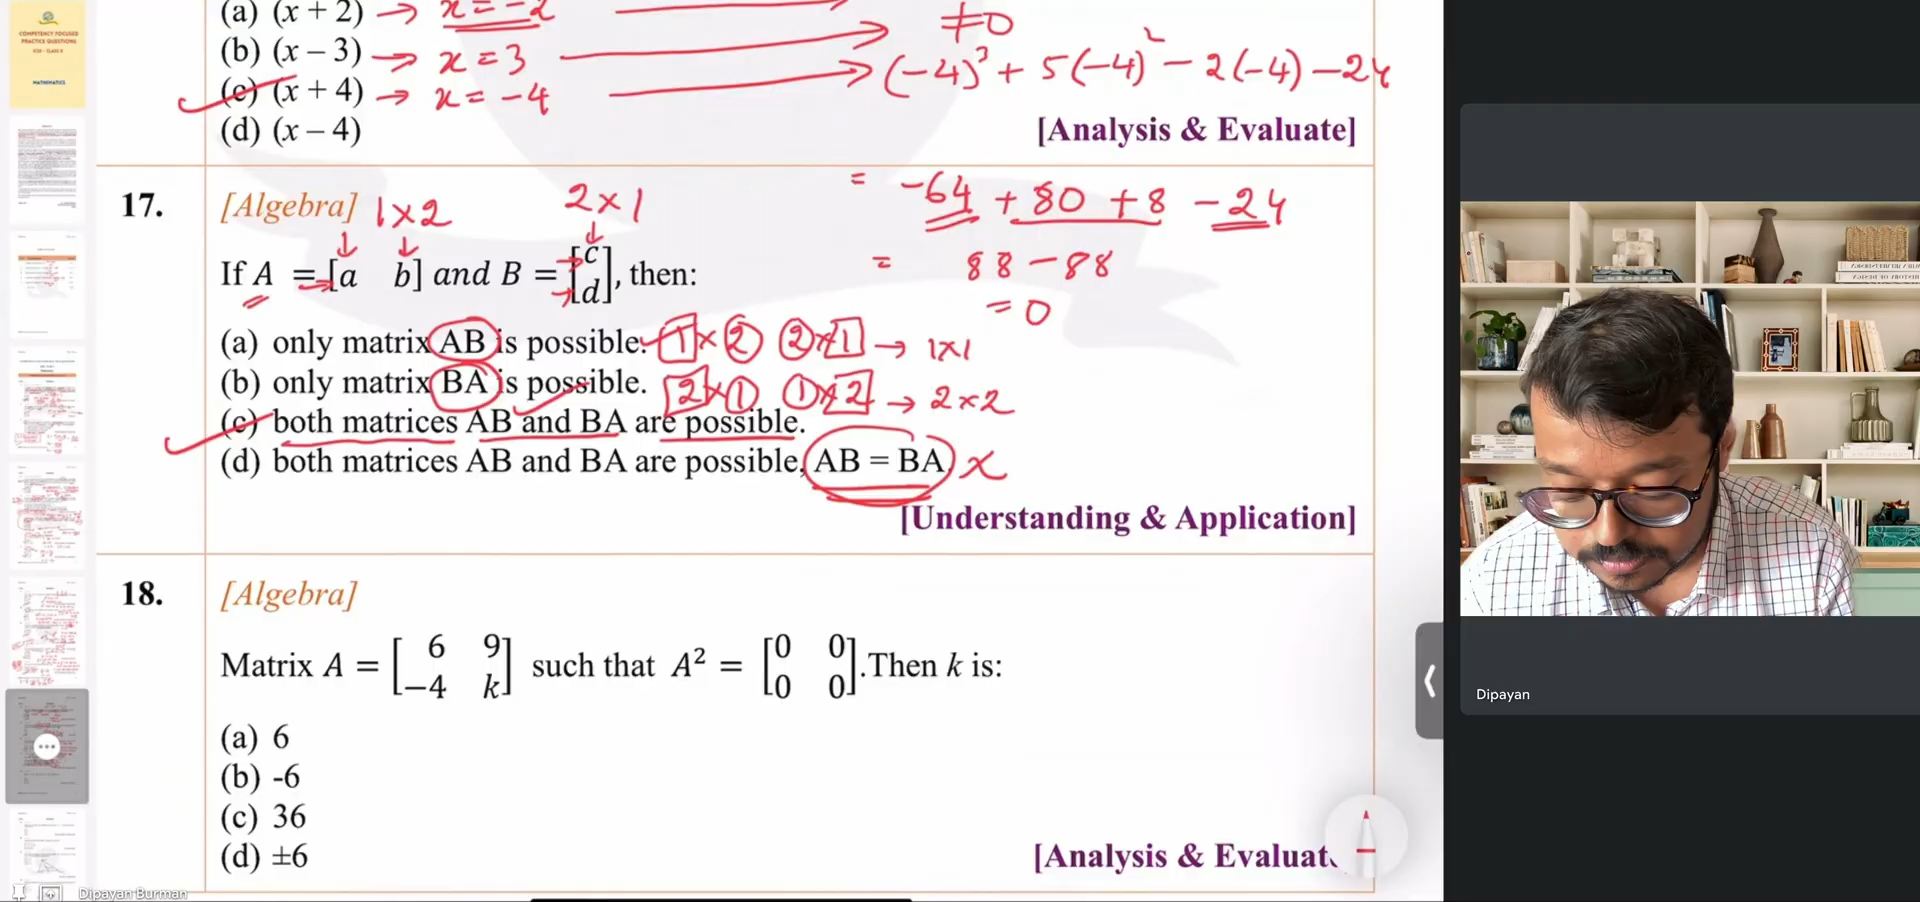 COMPETENCY FOCUSED
PRACTICE QUESTIONS
MATHEMATICS
(a) (x + 2) → x = -2
≠0
(b) (x – 3) → x = 3
(c) (x + 4) → x = -4 → (-4)³ + 5(-4)² - 2(-4) - 24
(d) (x – 4)
[Analysis & Evaluate]
= -64 + 80 + 8 - 24
= 88 - 88
= 0
17.
[Algebra] 1×2 2×1
If A = [a b] and B = [c d], then:
(a) only matrix AB is possible. 1×2 2×1 → 1×1
(b) only matrix BA is possible. 2×1 1×2 → 2×2
(c) both matrices AB and BA are possible.
(d) both matrices AB and BA are possible, AB = BA x
[Understanding & Application]
18.
[Algebra]
Matrix A = [6 9 −4 k] such that A² = [0 0 0 0]. Then k is:
(a) 6
(b) -6
(c) 36
(d) ±6
[Analysis & Evaluat
Dipayan
Dipayan Burman